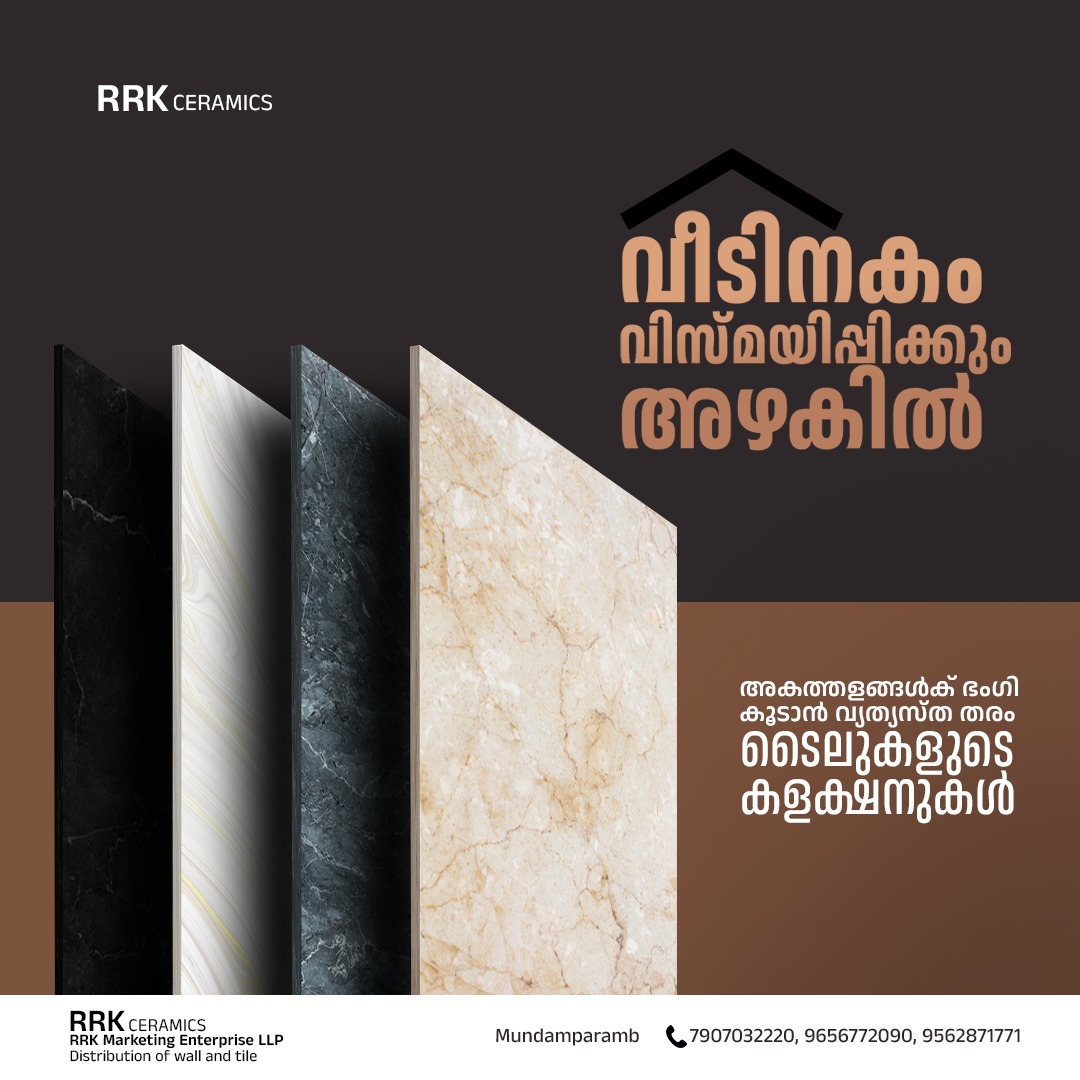 RRK CERAMICS
വീടിനകം
വിസ്മയിപ്പിക്കും
അഴകിൽ
അകത്തളങ്ങൾക് ഭംഗി
കൂടാൻ വ്യത്യസ്ത തരം
ടൈലുകളുടെ
കളക്ഷനുകൾ
RRK CERAMICS
RRK Marketing Enterprise LLP
Distribution of wall and tile
Mundamparamb 7907032220, 9656772090, 9562871771